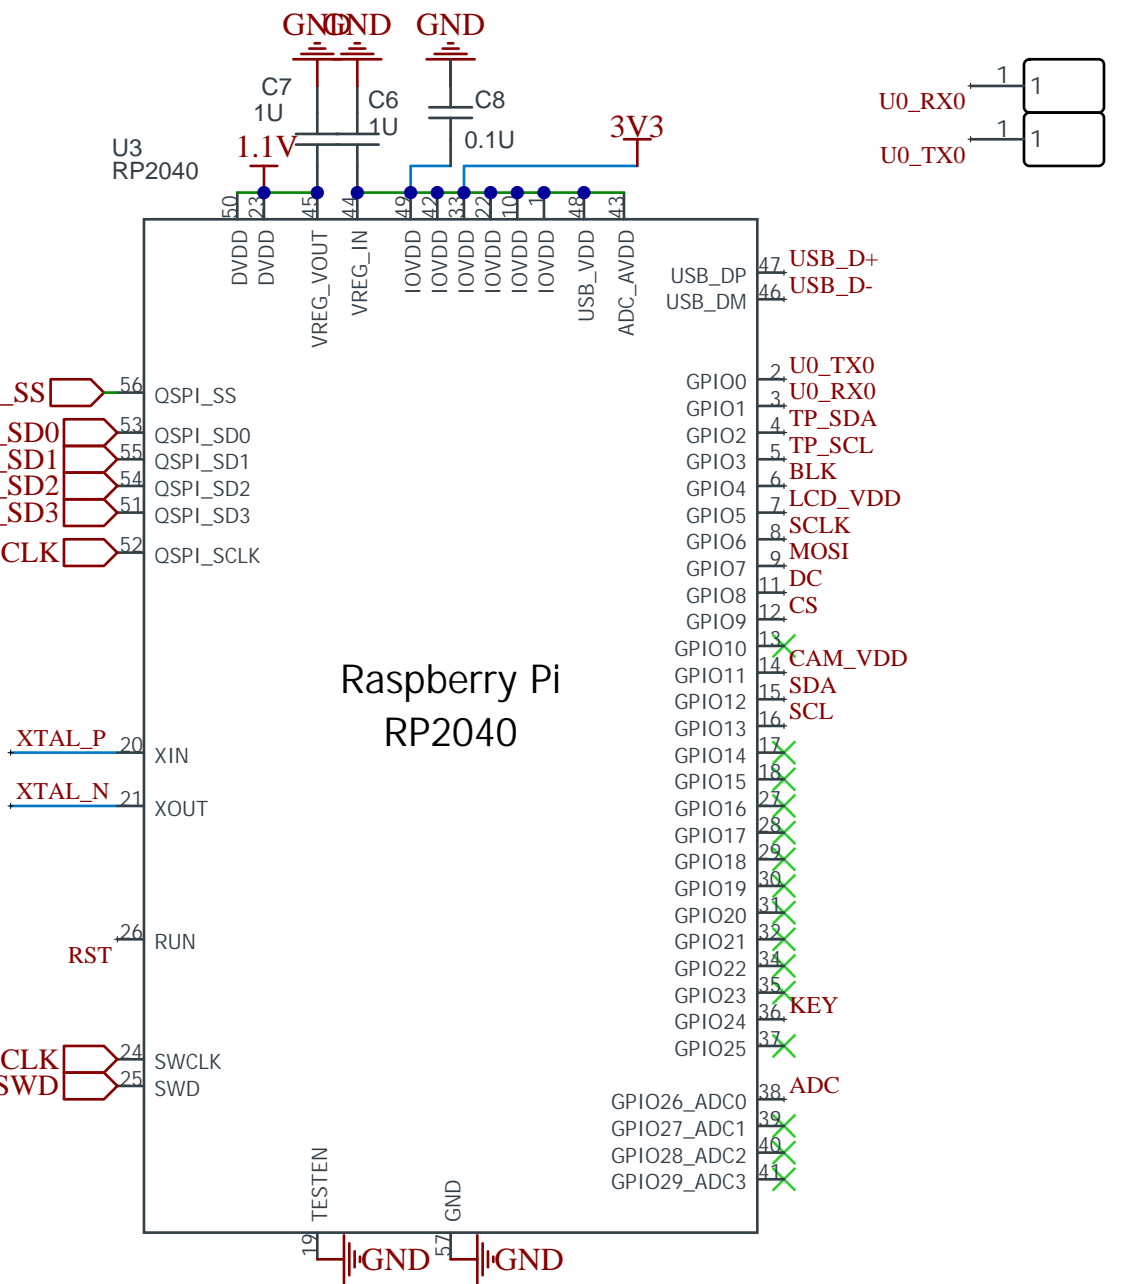 GND
GND
GND
C7
1U
C6
1U
C8
0.1U
1.1V
3V3
U3
RP2040
1
1
U0_RX0
1
1
U0_TX0
50
23
45
44
49
42
33
22
10
1
48
43
DVDD
DVDD
VREG_VOUT
VREG_IN
IOVDD
IOVDD
IOVDD
IOVDD
IOVDD
IOVDD
USB_VDD
ADC_AVDD
USB_DP 47 USB_D+
USB_DM 46 USB_D-
_SS 56 QSPI_SS
_SD0 53 QSPI_SD0
_SD1 55 QSPI_SD1
_SD2 54 QSPI_SD2
_SD3 51 QSPI_SD3
CLK 52 QSPI_SCLK
XTAL_P 20 XIN
XTAL_N 21 XOUT
RST 26 RUN
CLK 24 SWCLK
SWD 25 SWD
Raspberry Pi
RP2040
GPIO0 2 U0_TX0
GPIO1 3 U0_RX0
GPIO2 4 TP_SDA
GPIO3 5 TP_SCL
GPIO4 6 BLK
GPIO5 7 LCD_VDD
GPIO6 8 SCLK
GPIO7 9 MOSI
GPIO8 11 DC
GPIO9 12 CS
GPIO10 13
GPIO11 14 CAM_VDD
GPIO12 15 SDA
GPIO13 16 SCL
GPIO14 17
GPIO15 18
GPIO16 27
GPIO17 28
GPIO18 29
GPIO19 30
GPIO20 31
GPIO21 32
GPIO22 34
GPIO23 35
GPIO24 36 KEY
GPIO25 37
GPIO26_ADC0 38 ADC
GPIO27_ADC1 39
GPIO28_ADC2 40
GPIO29_ADC3 41
TESTEN
GND
19
GND
57
GND